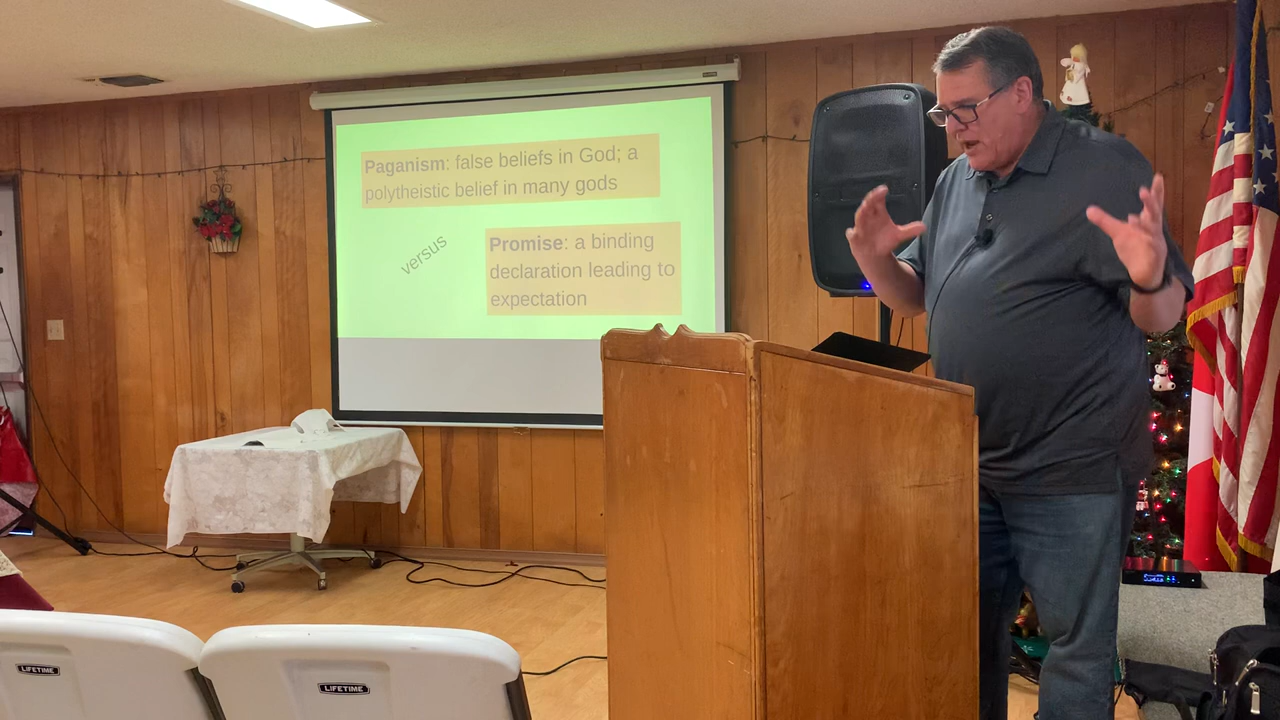 Paganism: false beliefs in God; a
polytheistic belief in many gods
versus
Promise: a binding
declaration leading to
expectation
LIFETIME
LIFETIME